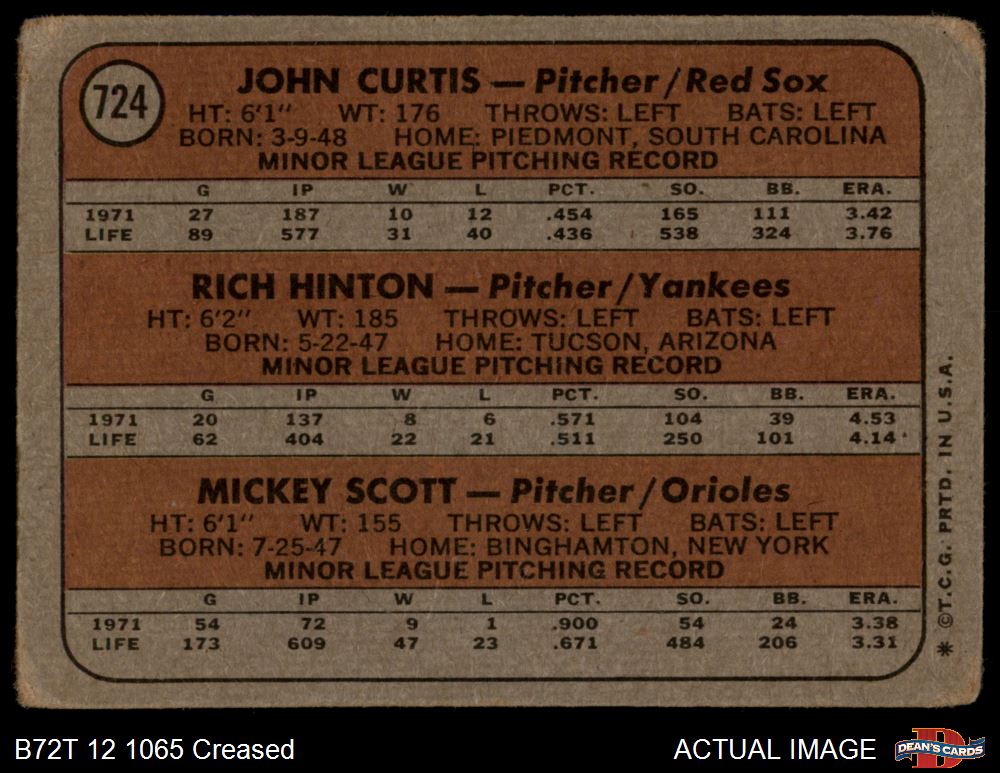 724
JOHN CURTIS — Pitcher/Red Sox
HT: 6'1" WT: 176 THROWS: LEFT BATS: LEFT
BORN: 3-9-48 HOME: PIEDMONT, SOUTH CAROLINA
MINOR LEAGUE PITCHING RECORD
G IP W L PCT. SO. BB. ERA.
1971 27 187 10 12 .454 165 111 3.42
LIFE 89 577 31 40 .436 538 324 3.76
RICH HINTON — Pitcher/Yankees
HT: 6'2" WT: 185 THROWS: LEFT BATS: LEFT
BORN: 5-22-47 HOME: TUCSON, ARIZONA
MINOR LEAGUE PITCHING RECORD
G IP W L PCT. SO. BB. ERA.
1971 20 137 8 6 .571 104 39 4.53
LIFE 62 404 22 21 .511 250 101 4.14
MICKEY SCOTT — Pitcher/Orioles
HT: 6'1" WT: 155 THROWS: LEFT BATS: LEFT
BORN: 7-25-47 HOME: BINGHAMTON, NEW YORK
MINOR LEAGUE PITCHING RECORD
G IP W L PCT. SO. BB. ERA.
1971 54 72 9 1 .900 54 24 3.38
LIFE 173 609 47 23 .671 484 206 3.31
* ©T.C.G. PRTD. IN U.S.A.
B72T 12 1065 Creased
ACTUAL IMAGE
DEAN'S CARDS